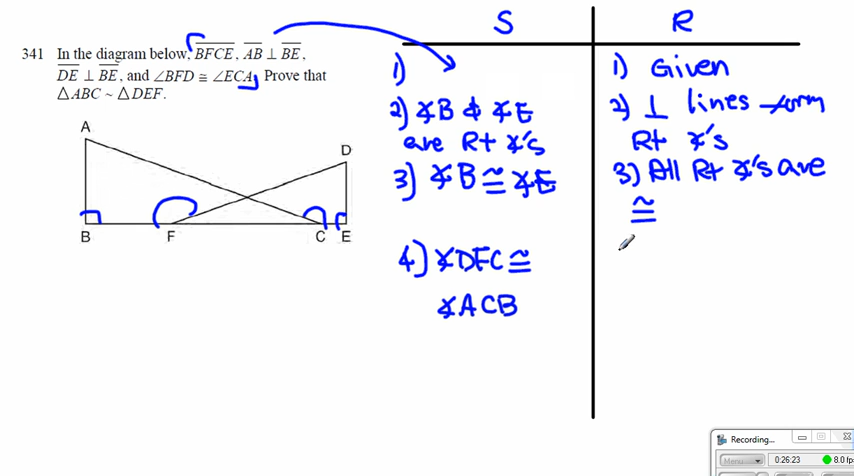 341 In the diagram below, BFCE, AB ⊥ BE,
DE ⊥ BE, and ∠BFD ≅ ∠ECA. Prove that
△ABC ~ △DEF.
A
D
B
F
C
E
S
R
1)
1) Given
2) ∡B & ∡E
are Rt ∡'s
2) ⊥ lines form
Rt ∡'s
3) ∡B ≅ ∡E
3) All Rt ∡'s are
≅
4) ∡DFC ≅
∡ACB
Recording...
Menu
0:26:23
8.0 fp